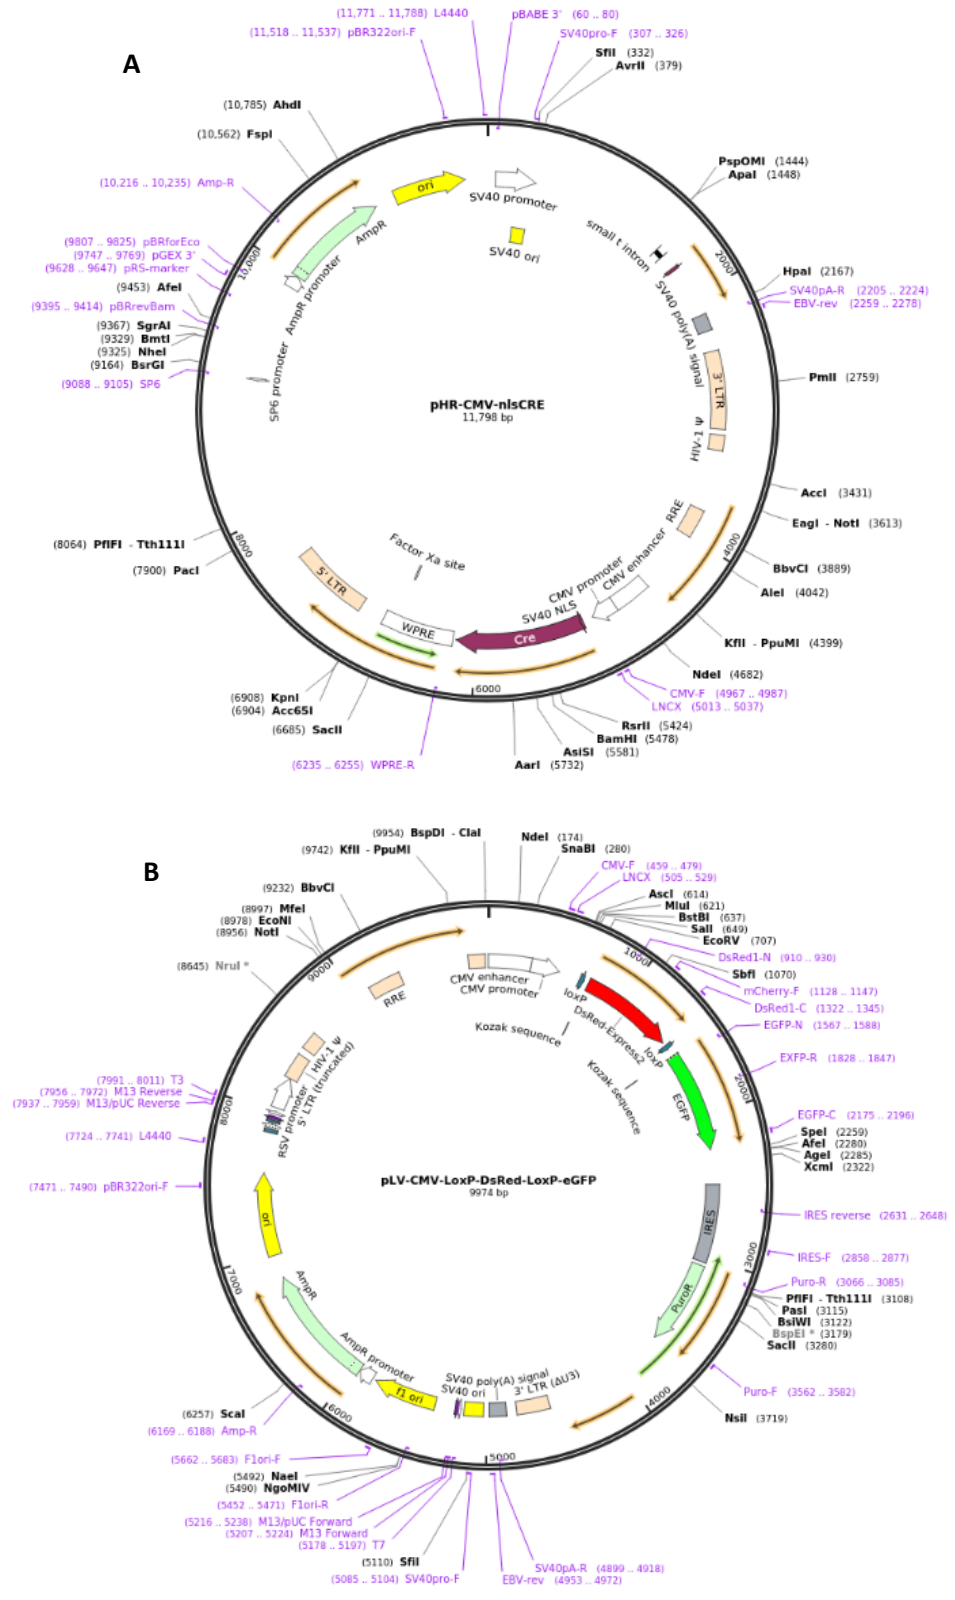 A
(11,771 .. 11,788) L4440
pBABE 3' (60 .. 80)
(11,518 .. 11,537) pBR322ori-F
SV40pro-F (307 .. 326)
SfiI (332)
AvrII (379)
(10,785) AhdI
(10,562) FspI
PspOMI (1444)
ApaI (1448)
(10,216 .. 10,235) Amp-R
ori
SV40 promoter
AmpR
SV40 ori
small t intron
(9807 .. 9825) pBRforEco
(9747 .. 9769) pGEX 3'
(9628 .. 9647) pRS-marker
10,000
2000
HpaI (2167)
(9453) AfeI
AmpR promoter
SV40 poly(A) signal
SV40pA-R (2205 .. 2224)
EBV-rev (2259 .. 2278)
(9395 .. 9414) pBRrevBam
(9367) SgrAI
(9329) BmtI
(9325) NheI
(9164) BsrGI
(9088 .. 9105) SP6
SP6 promoter
3' LTR
PmlI (2759)
pHR-CMV-nlsCRE
11,798 bp
HIV-1 Ψ
AccI (3431)
RRE
EagI - NotI (3613)
(8064) PflFI - Tth111I
8000
4000
(7900) PacI
Factor Xa site
CMV promoter
CMV enhancer
BbvCI (3889)
5' LTR
SV40 NLS
AleI (4042)
WPRE
Cre
KflI - PpuMI (4399)
NdeI (4682)
6000
(6908) KpnI
(6904) Acc65I
CMV-F (4967 .. 4987)
LNCX (5013 .. 5037)
(6685) SacII
RsrII (5424)
BamHI (5478)
AsiSI (5581)
(6235 .. 6255) WPRE-R
AarI (5732)
B
(9954) BspDI - ClaI
NdeI (174)
(9742) KflI - PpuMI
SnaBI (280)
CMV-F (459 .. 479)
LNCX (505 .. 529)
(9232) BbvCI
AscI (614)
MluI (621)
(8997) MfeI
BstBI (637)
(8978) EcoNI
SalI (649)
(8956) NotI
EcoRV (707)
(8645) NruI *
9000
1000
DsRed1-N (910 .. 930)
SbfI (1070)
RRE
CMV enhancer
CMV promoter
loxP
mCherry-F (1128 .. 1147)
DsRed1-C (1322 .. 1345)
Kozak sequence
DsRed-Express2
EGFP-N (1567 .. 1588)
loxP
HIV-1 Ψ
5' LTR (truncated)
RSV promoter
Kozak sequence
EXFP-R (1828 .. 1847)
(7991 .. 8011) T3
(7956 .. 7972) M13 Reverse
(7937 .. 7959) M13/pUC Reverse
8000
EGFP
2000
EGFP-C (2175 .. 2196)
(7724 .. 7741) L4440
SpeI (2259)
AfeI (2280)
AgeI (2285)
XcmI (2322)
pLV-CMV-LoxP-DsRed-LoxP-eGFP
9974 bp
(7471 .. 7490) pBR322ori-F
ori
IRES
IRES reverse (2631 .. 2648)
7000
3000
IRES-F (2858 .. 2877)
AmpR
PuroR
Puro-R (3066 .. 3085)
PflFI - Tth111I (3108)
PasI (3115)
BsiWI (3122)
BspEI * (3179)
SacII (3280)
AmpR promoter
f1 ori
SV40 poly(A) signal
SV40 ori
3' LTR (ΔU3)
Puro-F (3562 .. 3582)
4000
NsiI (3719)
(6257) ScaI
6000
(6169 .. 6188) Amp-R
5000
(5662 .. 5683) F1ori-F
(5492) NaeI
(5490) NgoMIV
(5452 .. 5471) F1ori-R
(5216 .. 5238) M13/pUC Forward
(5207 .. 5224) M13 Forward
(5178 .. 5197) T7
(5110) SfiI
(5085 .. 5104) SV40pro-F
SV40pA-R (4899 .. 4918)
EBV-rev (4953 .. 4972)